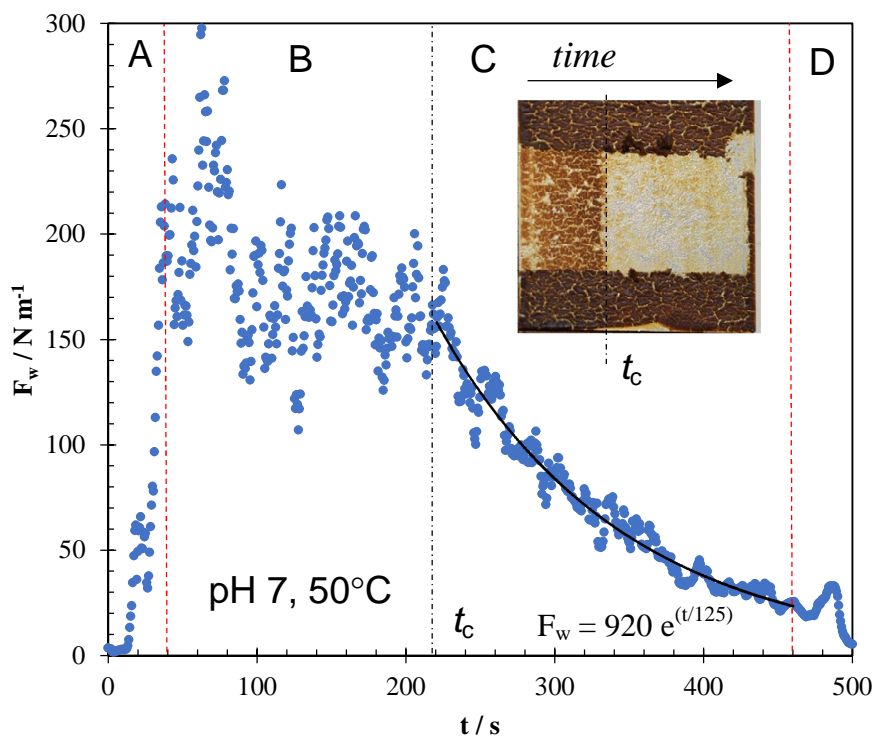 A
B
C
D
time
t_c
F_w / N m⁻¹
300
250
200
150
100
50
0
pH 7, 50°C
t_c
F_w = 920 e^(t/125)
0
100
200
300
400
500
t / s